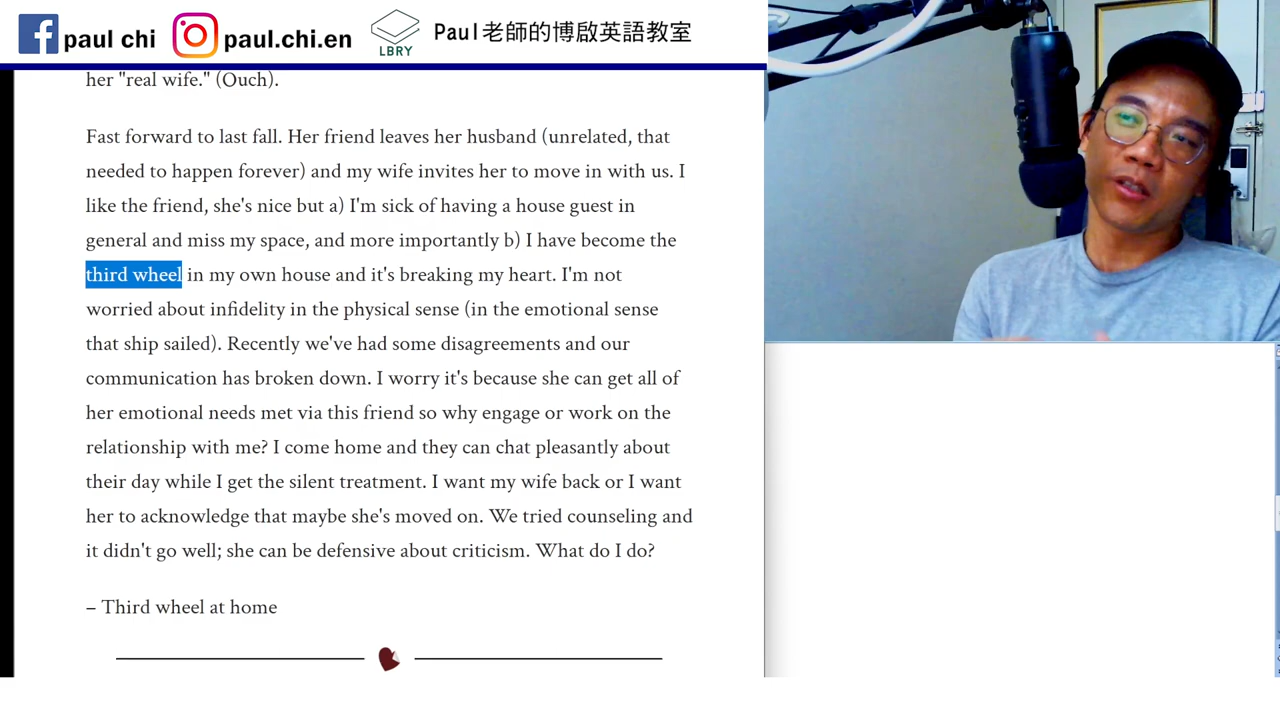 paul chi paul.chi.en LBRY Paul老師的博啟英語教室
her "real wife." (Ouch).
Fast forward to last fall. Her friend leaves her husband (unrelated, that
needed to happen forever) and my wife invites her to move in with us. I
like the friend, she's nice but a) I'm sick of having a house guest in
general and miss my space, and more importantly b) I have become the
third wheel in my own house and it's breaking my heart. I'm not
worried about infidelity in the physical sense (in the emotional sense
that ship sailed). Recently we've had some disagreements and our
communication has broken down. I worry it's because she can get all of
her emotional needs met via this friend so why engage or work on the
relationship with me? I come home and they can chat pleasantly about
their day while I get the silent treatment. I want my wife back or I want
her to acknowledge that maybe she's moved on. We tried counseling and
it didn't go well; she can be defensive about criticism. What do I do?
– Third wheel at home